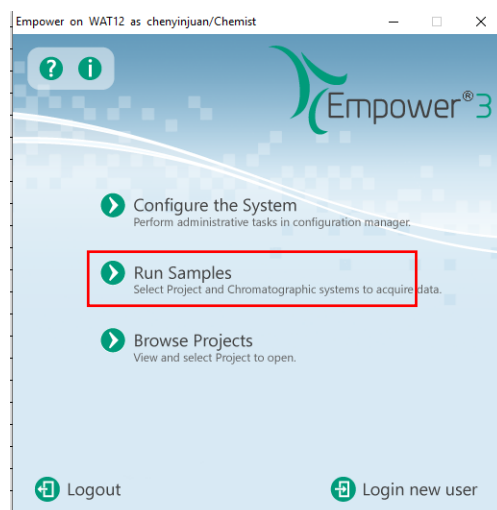 Empower on WAT12 as chenyinjuan/Chemist
Empower®3
Configure the System
Perform administrative tasks in configuration manager.
Run Samples
Select Project and Chromatographic systems to acquire data.
Browse Projects
View and select Project to open.
Logout
Login new user